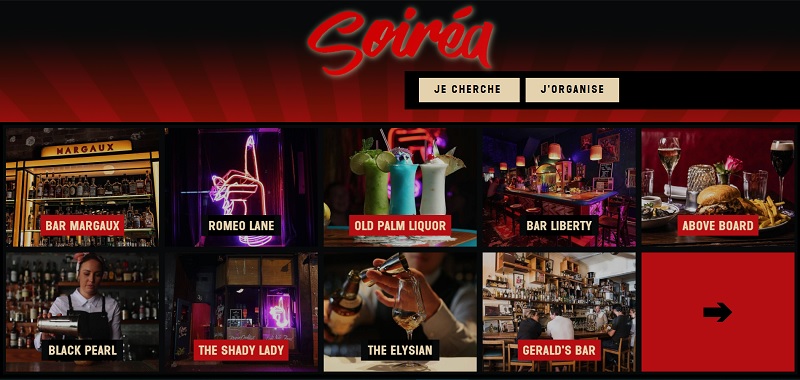 Soiréa
JE CHERCHE
J'ORGANISE
MARGAUX
BAR MARGAUX
ROMEO LANE
OLD PALM LIQUOR
BAR LIBERTY
ABOVE BOARD
BLACK PEARL
THE SHADY LADY
THE ELYSIAN
GERALD'S BAR